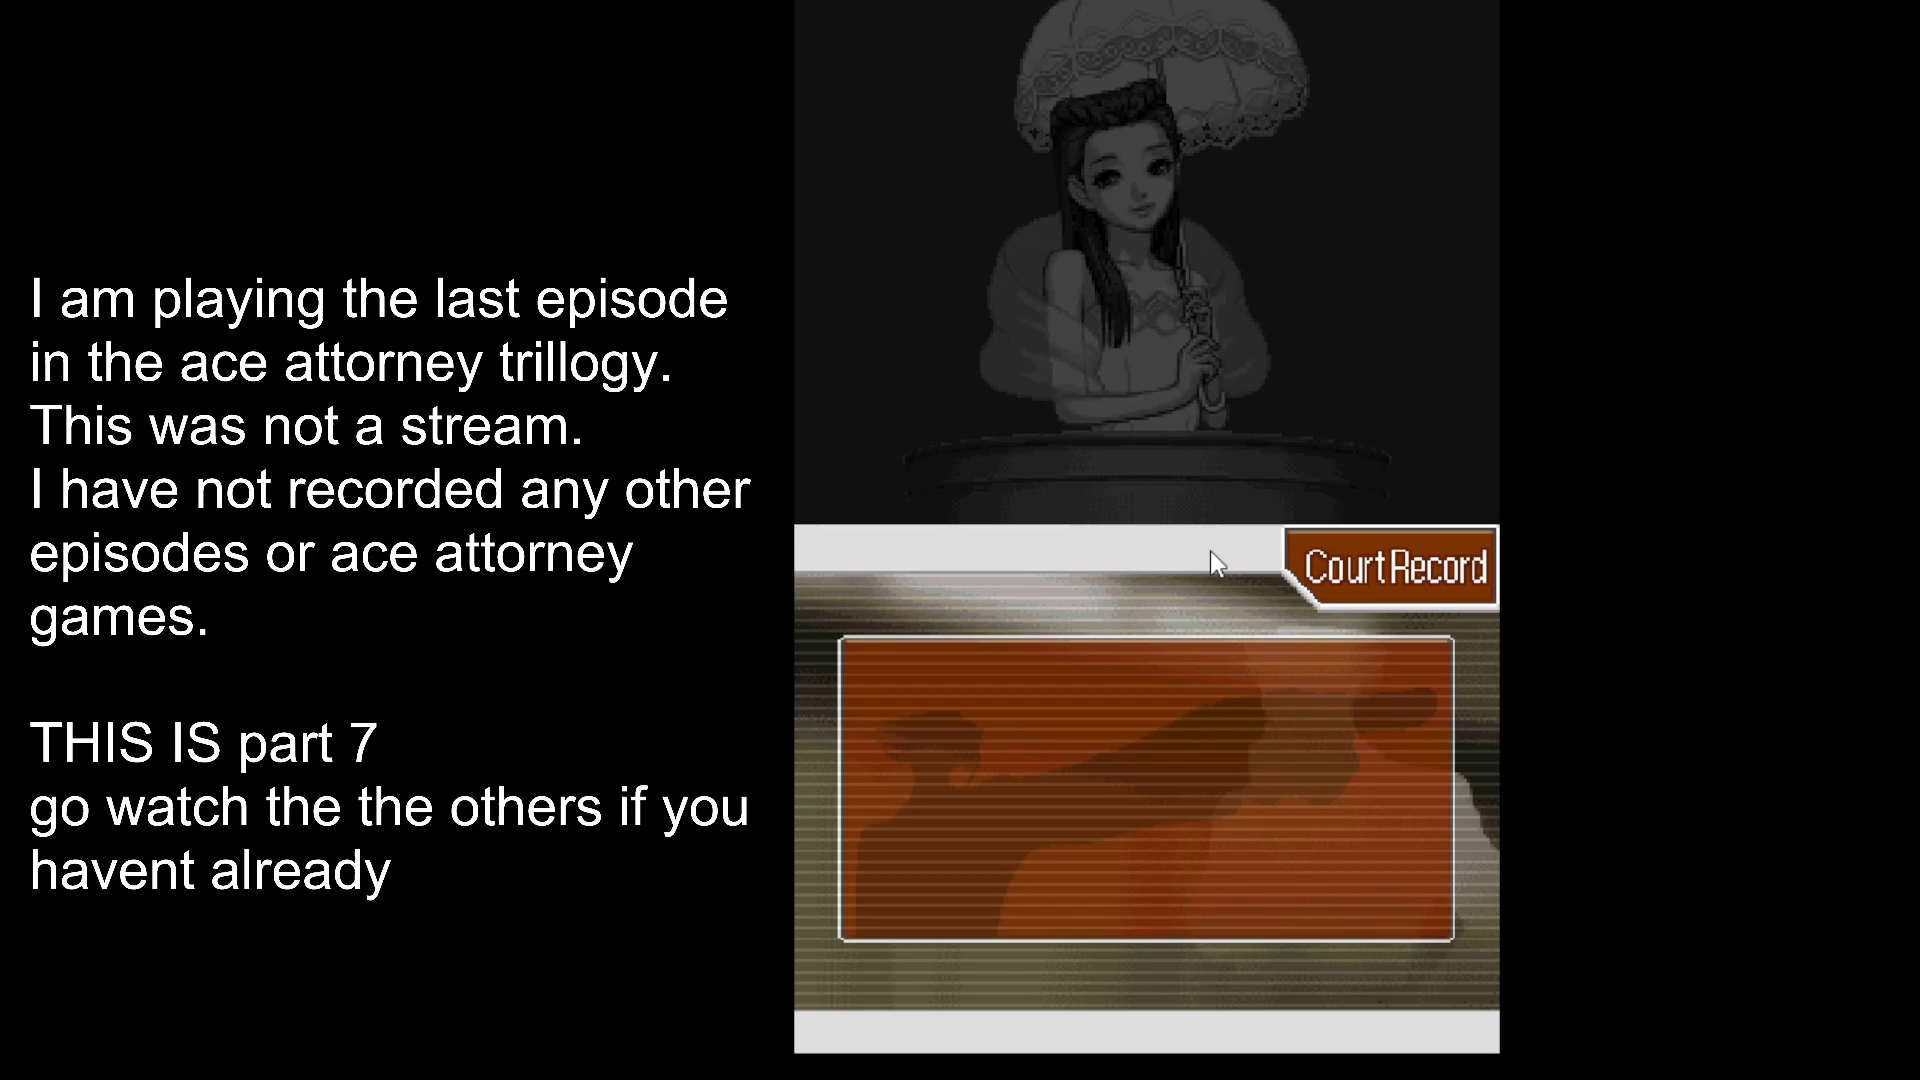 I am playing the last episode
in the ace attorney trillogy.
This was not a stream.
I have not recorded any other
episodes or ace attorney
games.
THIS IS part 7
go watch the the others if you
havent already
Court Record